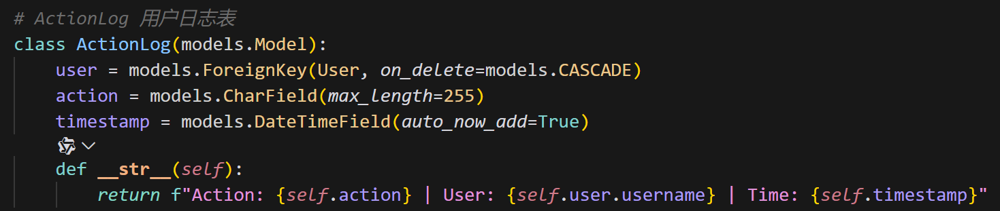 # ActionLog 用户日志表
class ActionLog(models.Model):
    user = models.ForeignKey(User, on_delete=models.CASCADE)
    action = models.CharField(max_length=255)
    timestamp = models.DateTimeField(auto_now_add=True)
    def __str__(self):
        return f"Action: {self.action} | User: {self.user.username} | Time: {self.timestamp}"